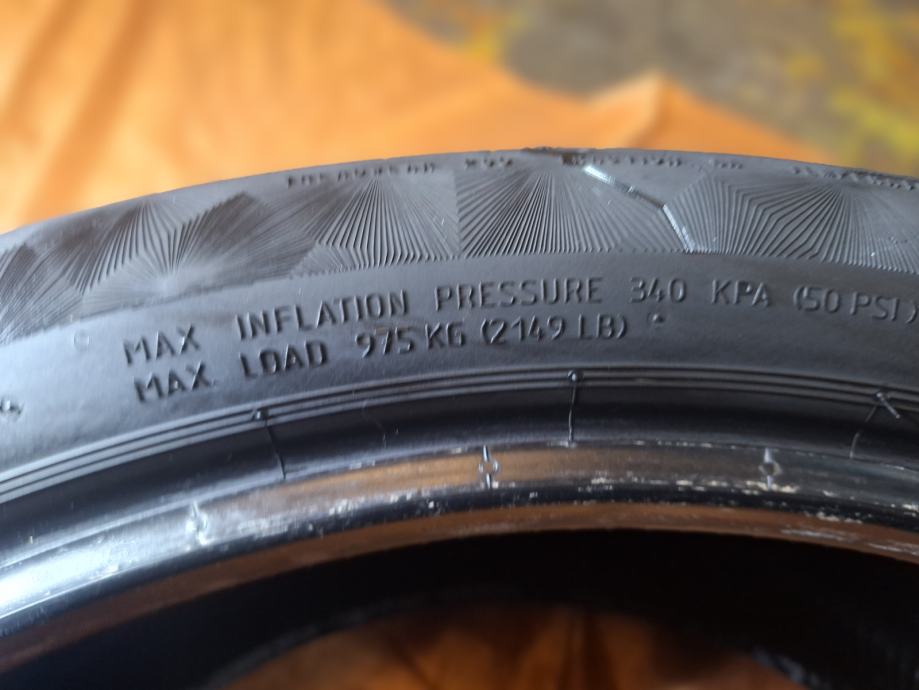 MAX INFLATION PRESSURE 340 KPA (50 PSI)
MAX. LOAD 975 KG (2149 LB)